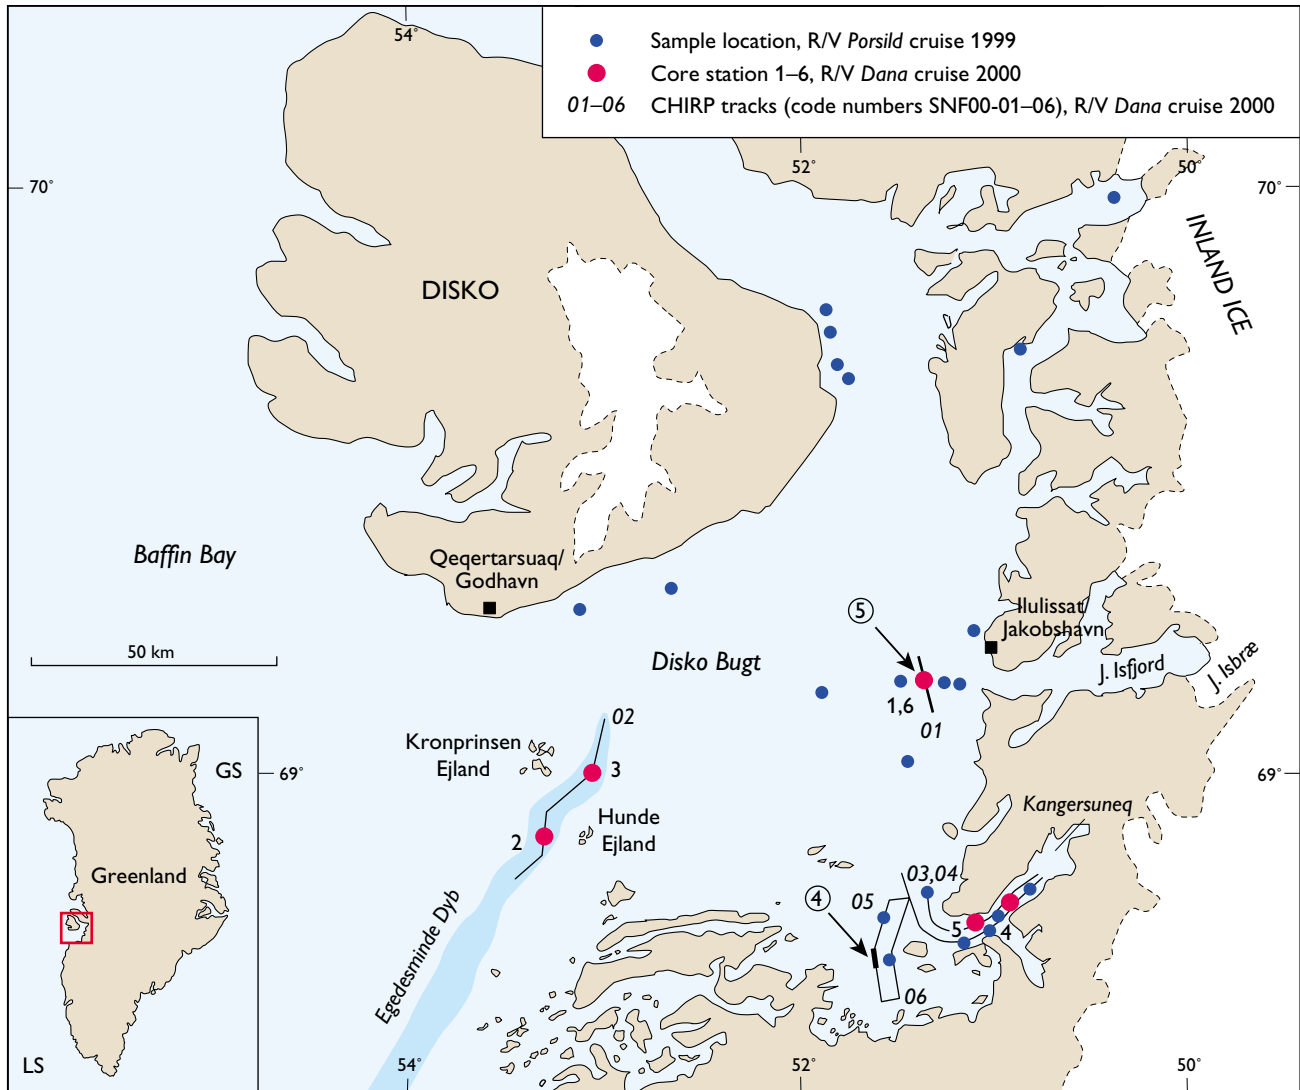 54°
Sample location, R/V Porsild cruise 1999
Core station 1–6, R/V Dana cruise 2000
01–06 CHIRP tracks (code numbers SNF00-01–06), R/V Dana cruise 2000
52°
50°
70°
70°
INLAND ICE
DISKO
Baffin Bay
Qeqertarsuaq/
Godhavn
50 km
5
Ilulissat/
Jakobshavn
Disko Bugt
J. Isfjord
J. Isbræ
1,6
01
02
Kronprinsen
Ejland
3
GS
69°
69°
Hunde
Ejland
2
Kangersuneq
Greenland
03,04
4
05
5
4
Egedesminde Dyb
06
LS
54°
52°
50°